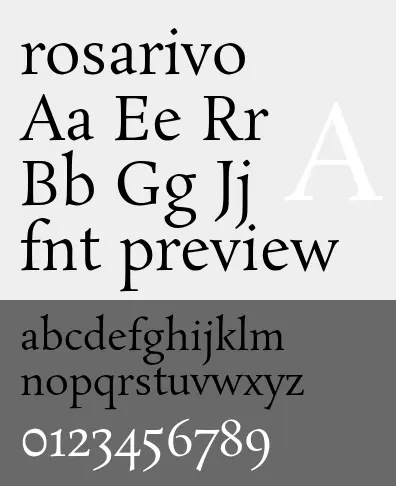 rosarivo
Aa Ee Rr
A
Bb Gg Jj
fnt preview
abcdefghijklm
nopqrstuvwxyz
0123456789